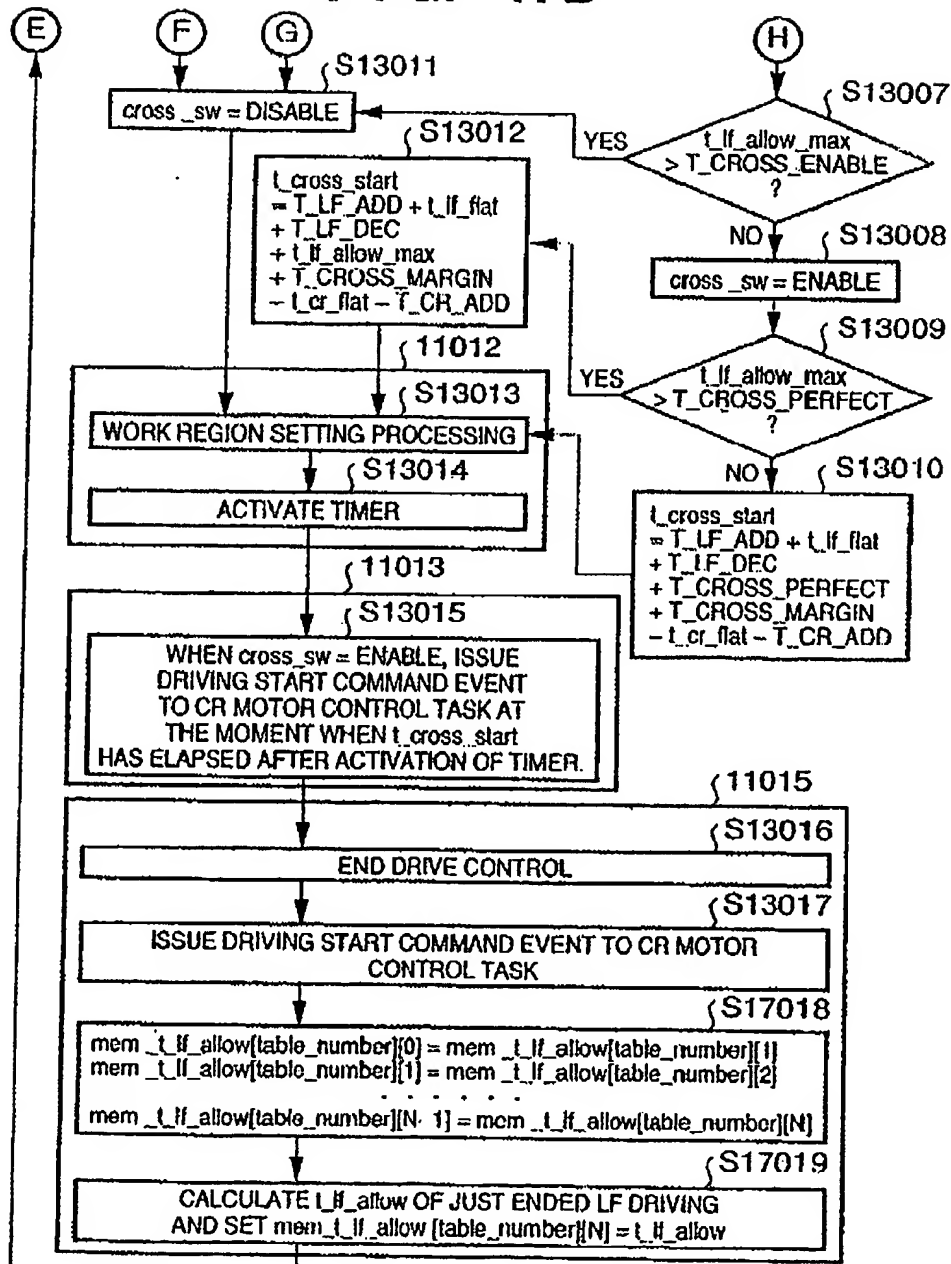 E
F
G
H
S13011
cross_sw = DISABLE
S13007
t_lf_allow_max
> T_CROSS_ENABLE
?
YES
NO
S13012
t_cross_start
= T_LF_ADD + t_lf_flat
+ T_LF_DEC
+ t_lf_allow_max
+ T_CROSS_MARGIN
- t_cr_flat - T_CR_ADD
S13008
cross_sw = ENABLE
S13009
t_lf_allow_max
> T_CROSS_PERFECT
?
YES
NO
S13010
t_cross_start
= T_LF_ADD + t_lf_flat
+ T_LF_DEC
+ T_CROSS_PERFECT
+ T_CROSS_MARGIN
- t_cr_flat - T_CR_ADD
11012
S13013
WORK REGION SETTING PROCESSING
S13014
ACTIVATE TIMER
11013
S13015
WHEN cross_sw = ENABLE, ISSUE
DRIVING START COMMAND EVENT
TO CR MOTOR CONTROL TASK AT
THE MOMENT WHEN t_cross_start
HAS ELAPSED AFTER ACTIVATION OF TIMER.
11015
S13016
END DRIVE CONTROL
S13017
ISSUE DRIVING START COMMAND EVENT TO CR MOTOR
CONTROL TASK
S17018
mem_t_lf_allow[table_number][0] = mem_t_lf_allow[table_number][1]
mem_t_lf_allow[table_number][1] = mem_t_lf_allow[table_number][2]
. . . . . .
mem_t_lf_allow[table_number][N-1] = mem_t_lf_allow[table_number][N]
S17019
CALCULATE t_lf_allow OF JUST ENDED LF DRIVING
AND SET mem_t_lf_allow [table_number][N] = t_lf_allow